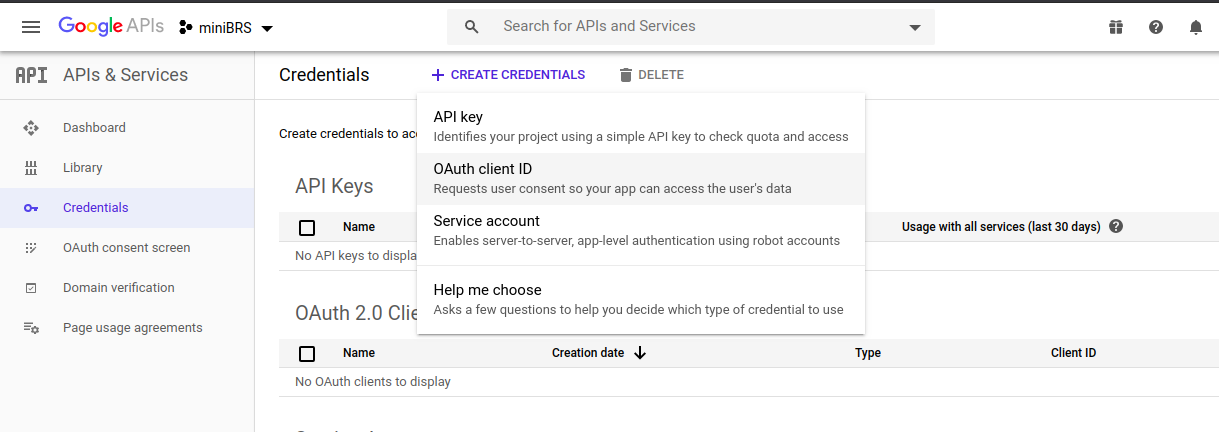 Google APIs
miniBRS
Search for APIs and Services
API APIs & Services
Credentials
CREATE CREDENTIALS
DELETE
Dashboard
Library
Credentials
OAuth consent screen
Domain verification
Page usage agreements
Create credentials to acc
API key
Identifies your project using a simple API key to check quota and access
OAuth client ID
Requests user consent so your app can access the user's data
Service account
Enables server-to-server, app-level authentication using robot accounts
Help me choose
Asks a few questions to help you decide which type of credential to use
API Keys
Name
Usage with all services (last 30 days)
No API keys to displa
OAuth 2.0 Clie
Name Creation date Type Client ID
No OAuth clients to display